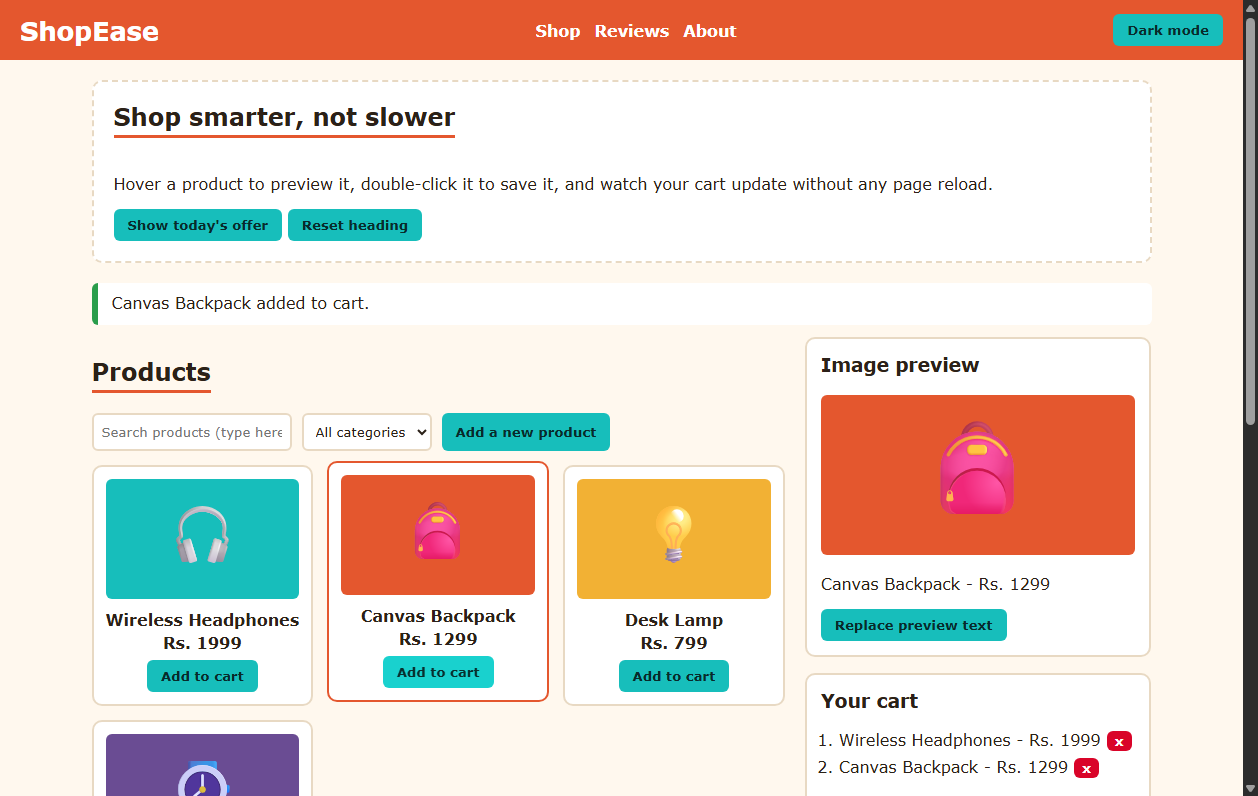 ShopEase
Shop Reviews About
Dark mode
Shop smarter, not slower
Hover a product to preview it, double-click it to save it, and watch your cart update without any page reload.
Show today's offer
Reset heading
Canvas Backpack added to cart.
Products
Search products (type here
All categories
Add a new product
Wireless Headphones
Rs. 1999
Add to cart
Canvas Backpack
Rs. 1299
Add to cart
Desk Lamp
Rs. 799
Add to cart
Image preview
Canvas Backpack - Rs. 1299
Replace preview text
Your cart
1. Wireless Headphones - Rs. 1999 x
2. Canvas Backpack - Rs. 1299 x